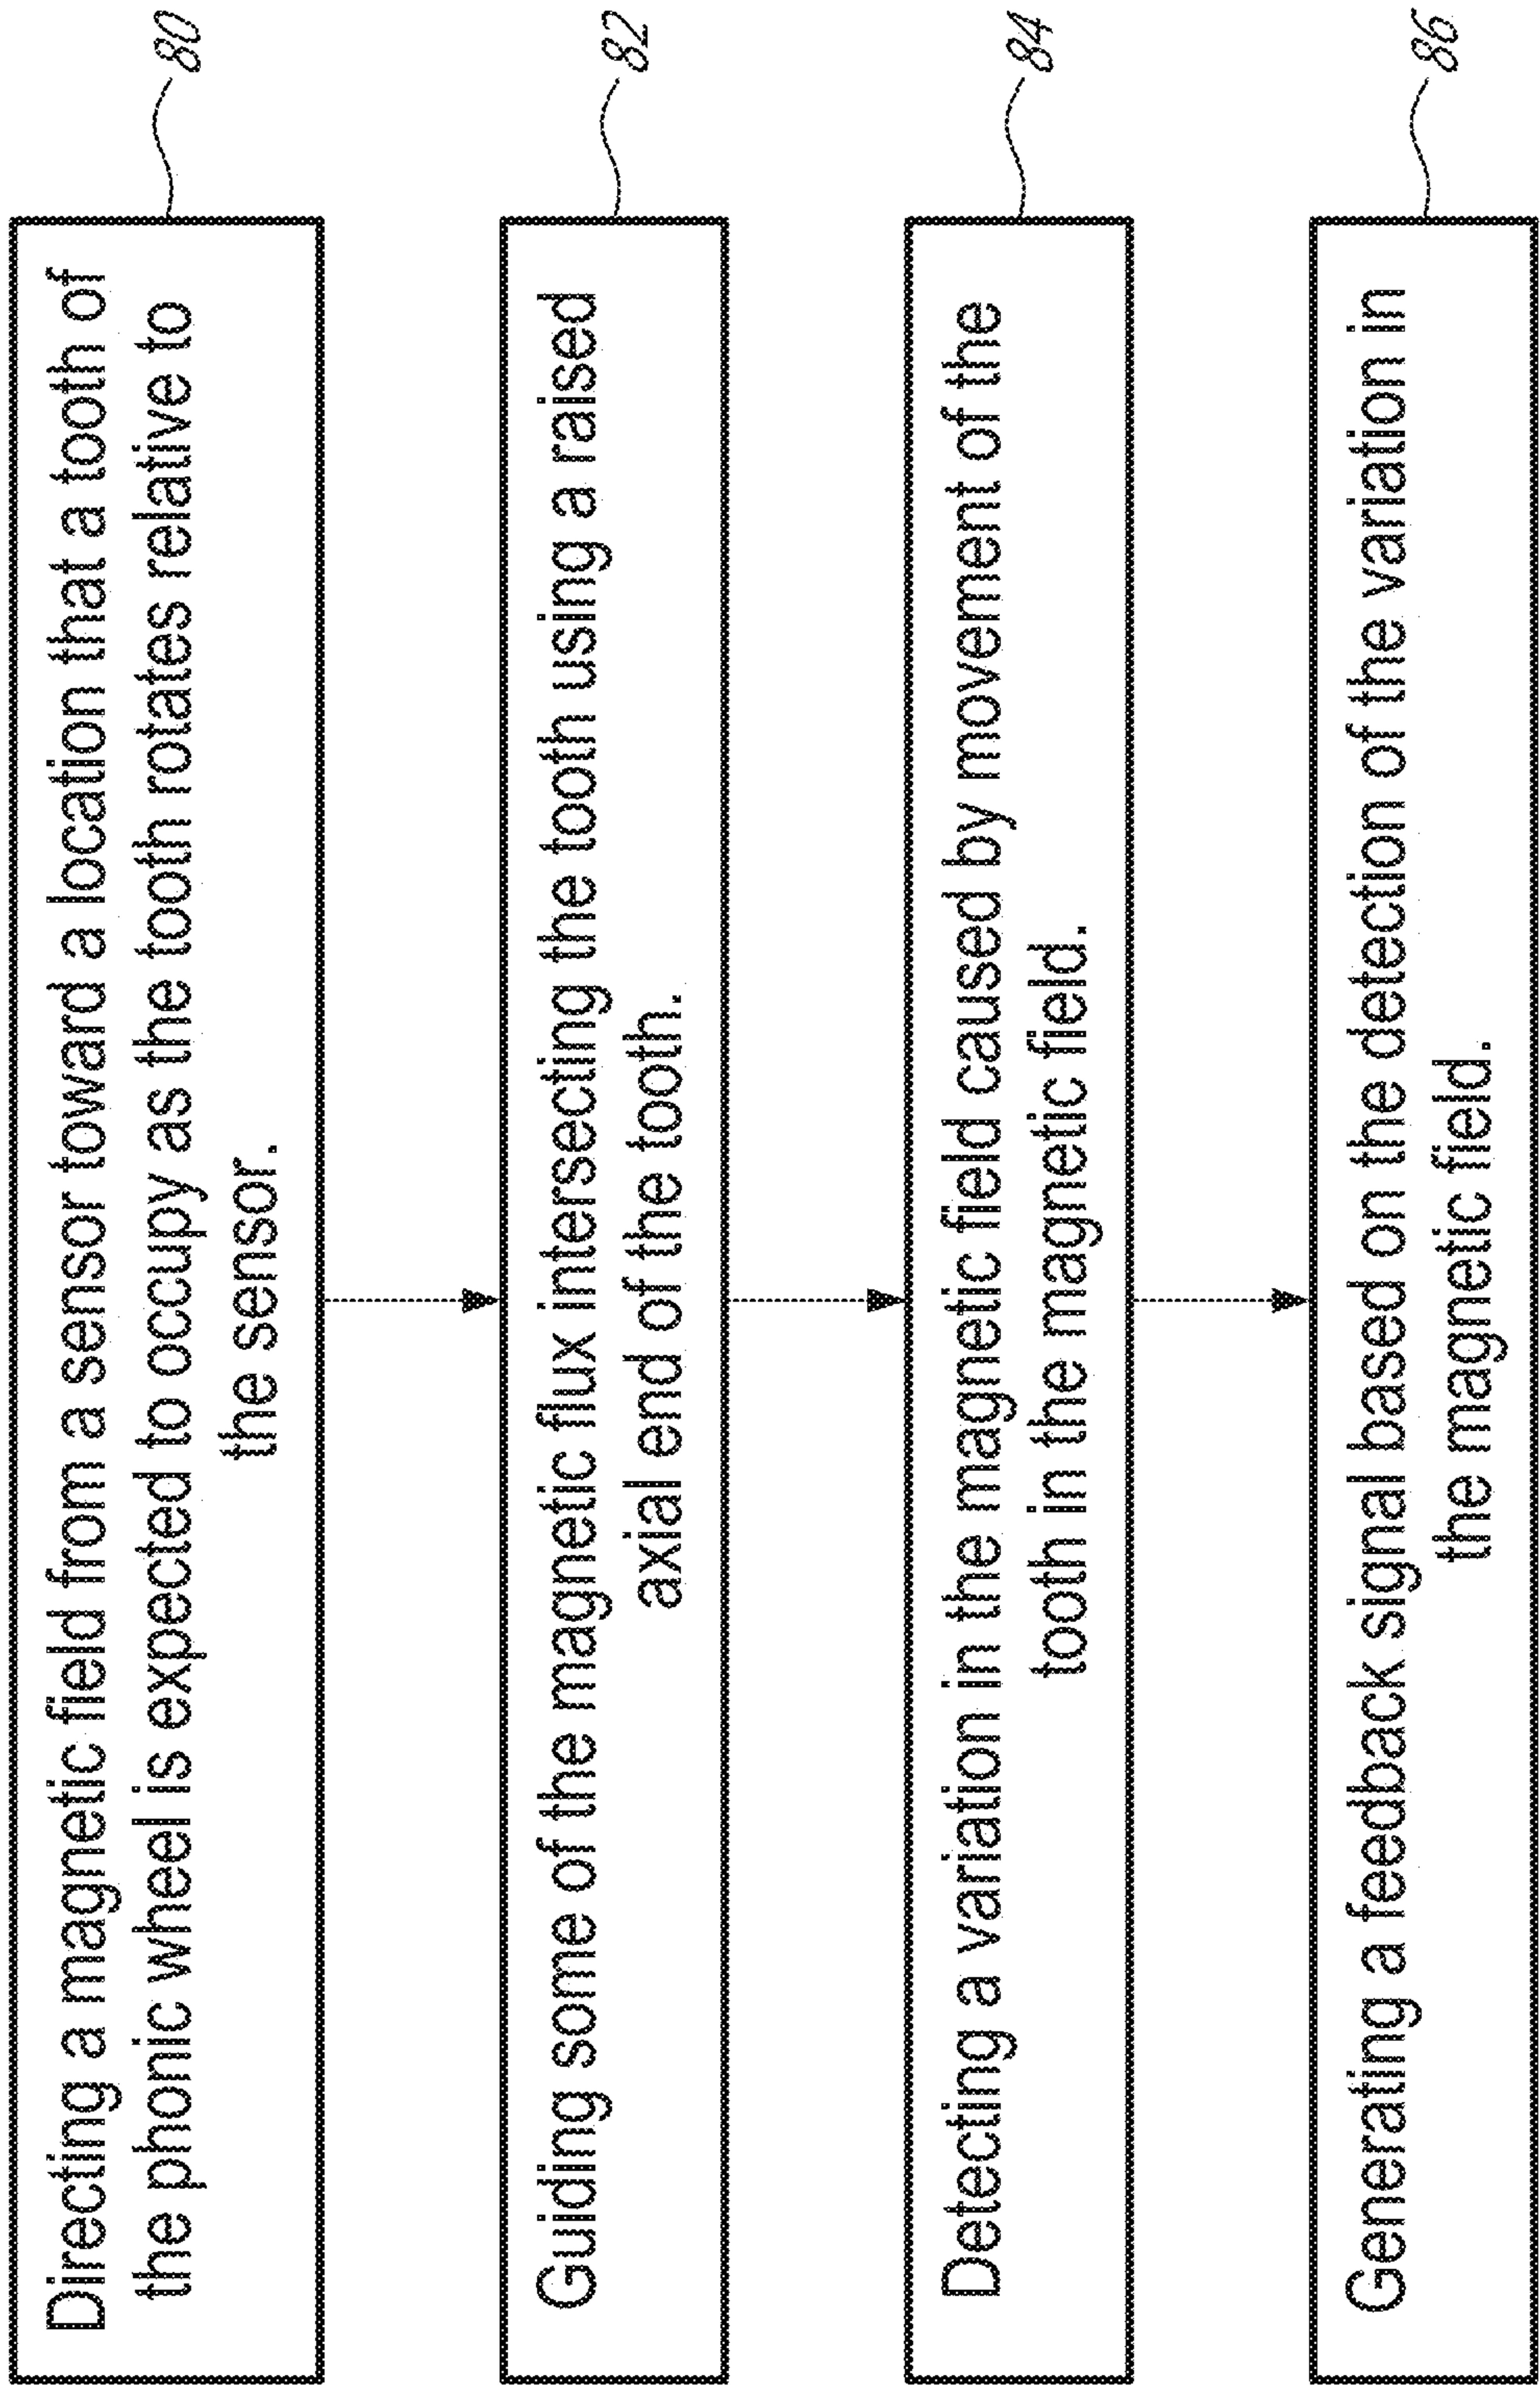 Directing a magnetic field from a sensor toward a location that a tooth of
the phonic wheel is expected to occupy as the tooth rotates relative to
the sensor.
80
Guiding some of the magnetic flux intersecting the tooth using a raised
axial end of the tooth.
82
Detecting a variation in the magnetic field caused by movement of the
tooth in the magnetic field.
84
Generating a feedback signal based on the detection of the variation in
the magnetic field.
86